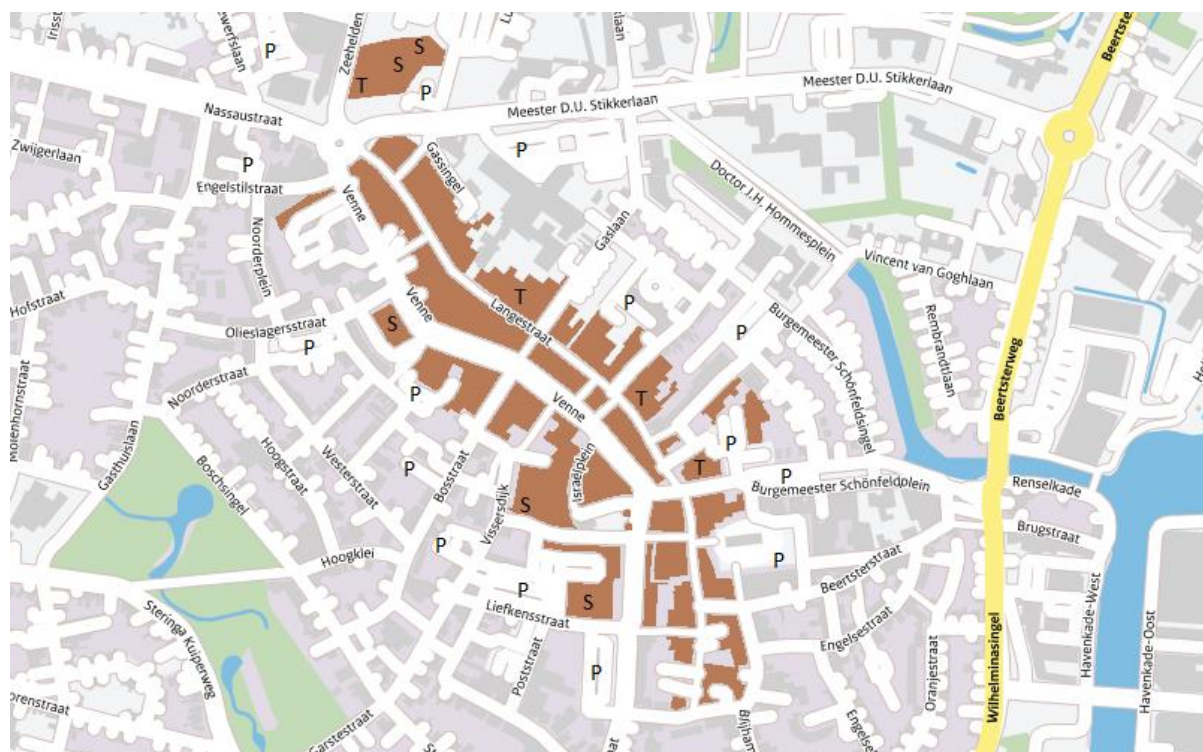 Zeehelden
P
S
S
T
P
Nassaustraat
Meester D.U. Stikkerlaan
Meester D.U. Stikkerlaan
Beertsterweg
Zwijgerlaan
P
Gassingel
P
Engelstilstraat
Venne
Noorderplein
Doctor J.H. Hommesplein
Gaslaan
Vincent van Goghlaan
Hofstraat
Olieslagersstraat
S
Venne
Langestraat
T
P
P
Burgemeester Schönfeldsingel
Rembrandtlaan
P
Noorderstraat
P
Venne
T
Molenhornstraat
Gasthuislaan
Boschsingel
Hoogstraat
Westerstraat
P
Bosstraat
Vissersdijk
Israelplein
P
T
P
Burgemeester Schönfeldplein
Renselkade
S
Brugstraat
Hoogklei
P
P
Beertsterstraat
P
Liefkensstraat
S
Steringa Kuiperweg
Poststraat
P
Engelsestraat
Oranjestraat
Wilhelminasingel
Havenkade-West
Havenkade-Oost